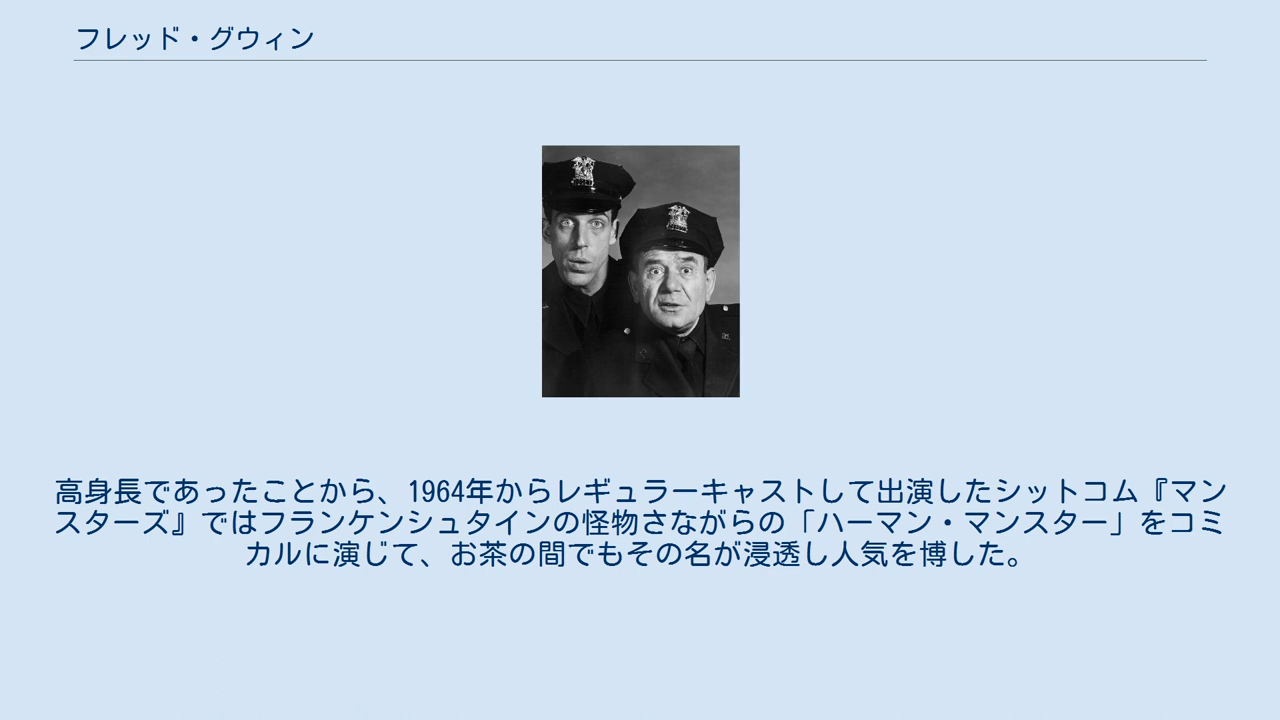 フレッド・グウィン
高身長であったことから、1964年からレギュラーキャストして出演したシットコム『マン
スターズ』ではフランケンシュタインの怪物さながらの「ハーマン・マンスター」をコミ
カルに演じて、お茶の間でもその名が浸透し人気を博した。